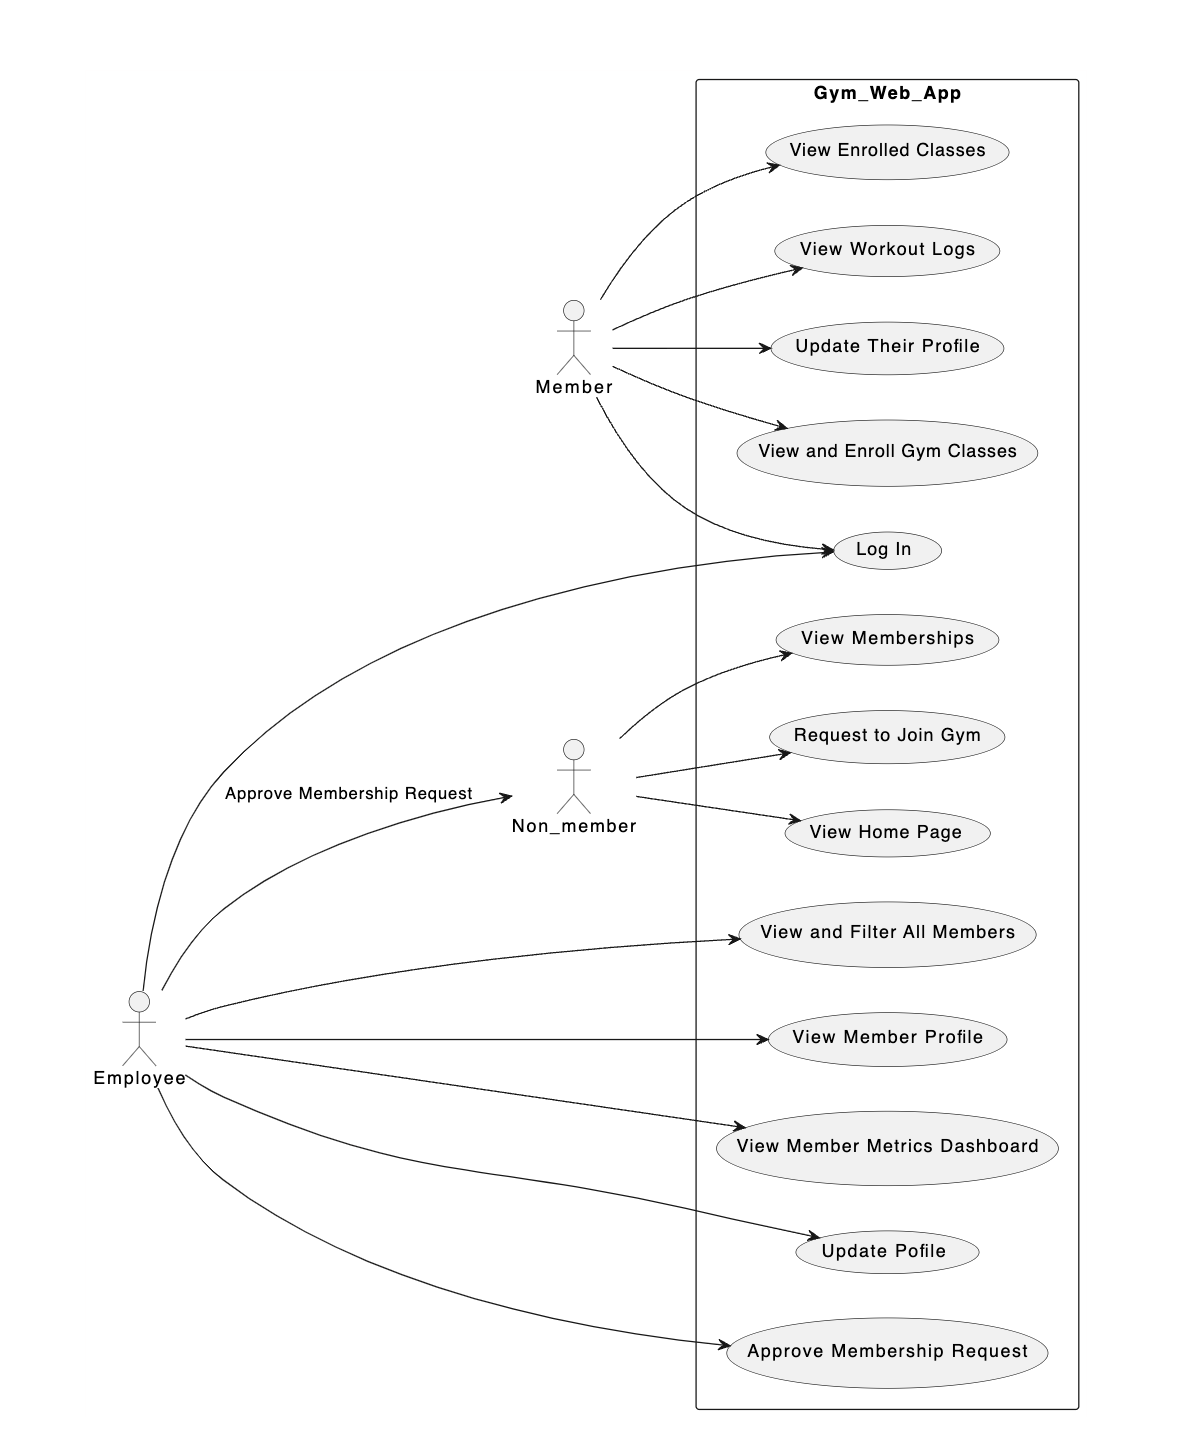 Gym_Web_App
View Enrolled Classes
View Workout Logs
Update Their Profile
Member
View and Enroll Gym Classes
Log In
View Memberships
Request to Join Gym
Approve Membership Request
Non_member
View Home Page
View and Filter All Members
View Member Profile
Employee
View Member Metrics Dashboard
Update Pofile
Approve Membership Request